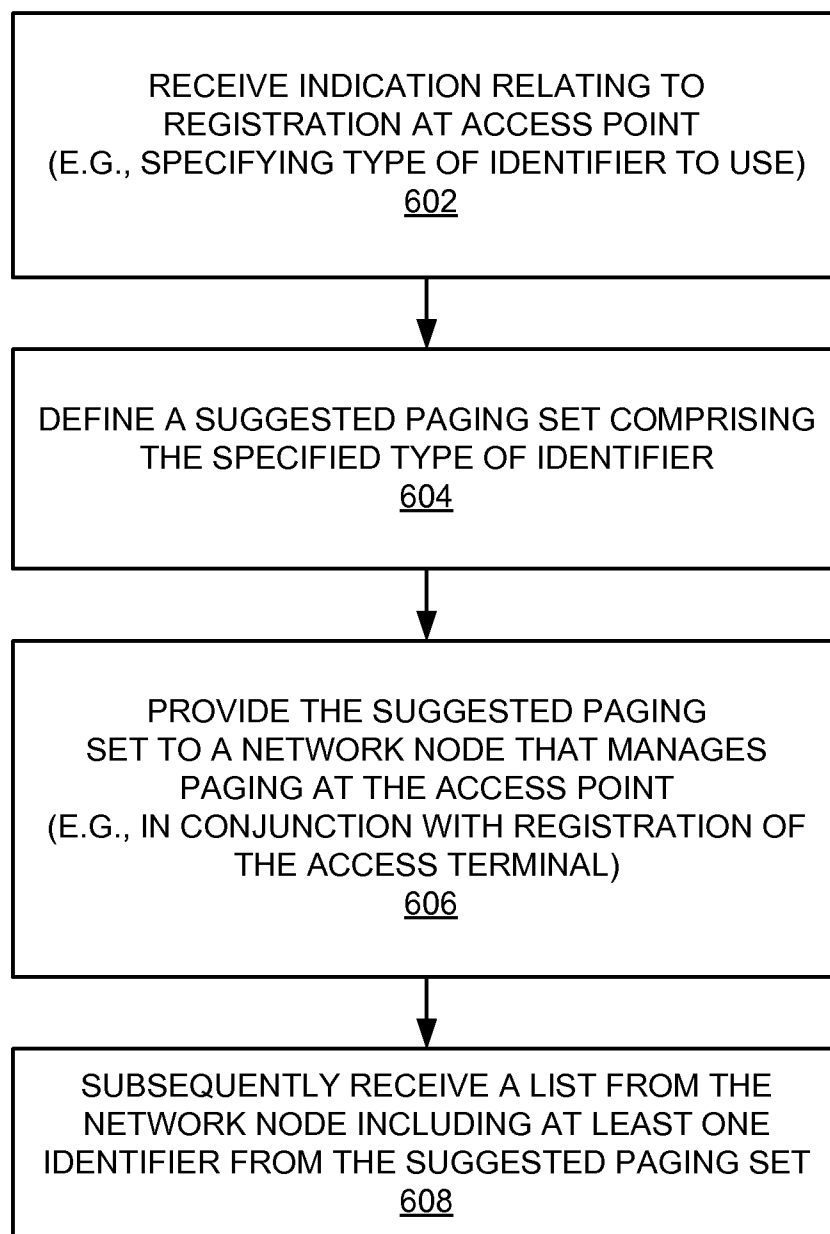 RECEIVE INDICATION RELATING TO
REGISTRATION AT ACCESS POINT
(E.G., SPECIFYING TYPE OF IDENTIFIER TO USE)
602
DEFINE A SUGGESTED PAGING SET COMPRISING
THE SPECIFIED TYPE OF IDENTIFIER
604
PROVIDE THE SUGGESTED PAGING
SET TO A NETWORK NODE THAT MANAGES
PAGING AT THE ACCESS POINT
(E.G., IN CONJUNCTION WITH REGISTRATION OF
THE ACCESS TERMINAL)
606
SUBSEQUENTLY RECEIVE A LIST FROM THE
NETWORK NODE INCLUDING AT LEAST ONE
IDENTIFIER FROM THE SUGGESTED PAGING SET
608